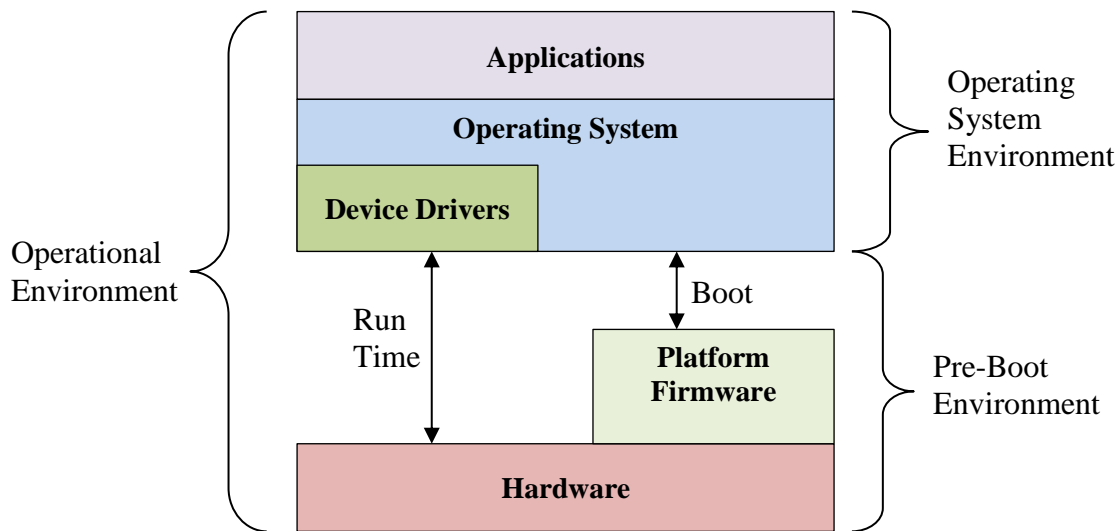 Applications
Operating System
Device Drivers
Operating
System
Environment
Operational
Environment
Run
Time
Boot
Platform
Firmware
Pre-Boot
Environment
Hardware